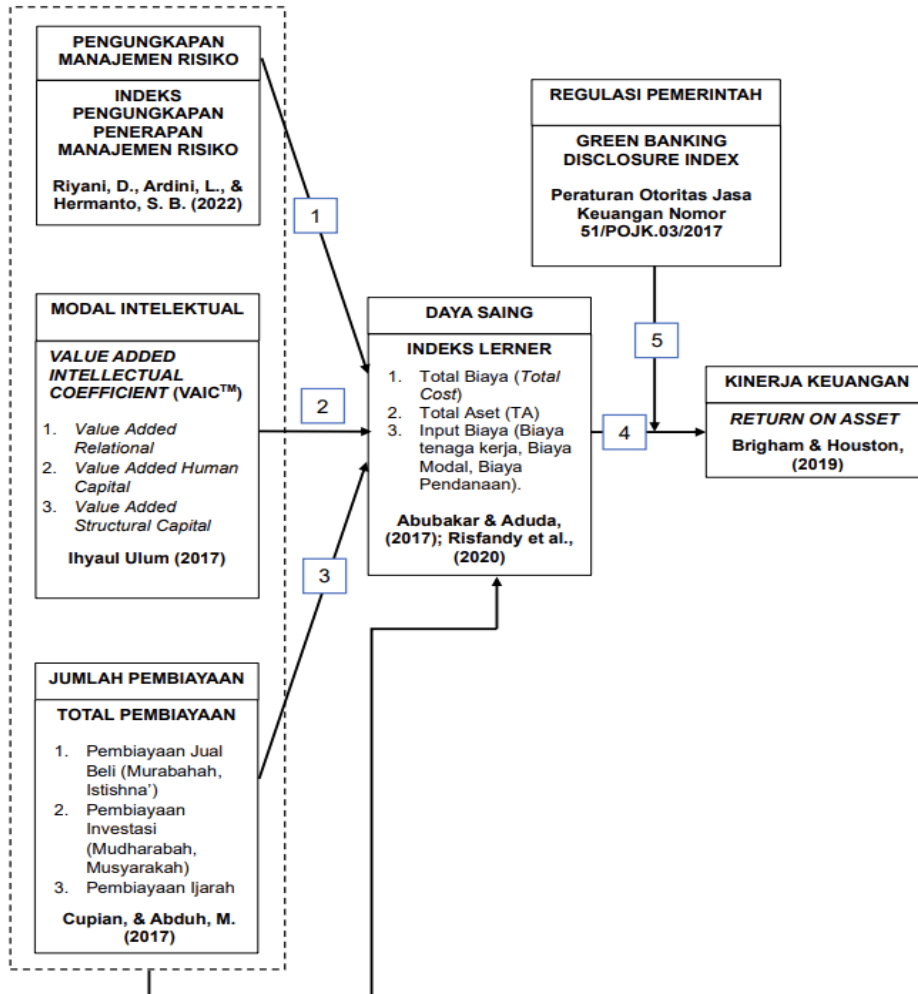 PENGUNGKAPAN
MANAJEMEN RISIKO
INDEKS
PENGUNGKAPAN
PENERAPAN
MANAJEMEN RISIKO
Riyani, D., Ardini, L., &
Hermanto, S. B. (2022)
1
REGULASI PEMERINTAH
GREEN BANKING
DISCLOSURE INDEX
Peraturan Otoritas Jasa
Keuangan Nomor
51/POJK.03/2017
MODAL INTELEKTUAL
VALUE ADDED
INTELLECTUAL
COEFFICIENT (VAIC™)
1. Value Added
Relational
2. Value Added Human
Capital
3. Value Added
Structural Capital
Ihyaul Ulum (2017)
2
DAYA SAING
INDEKS LERNER
1. Total Biaya (Total
Cost)
2. Total Aset (TA)
3. Input Biaya (Biaya
tenaga kerja, Biaya
Modal, Biaya
Pendanaan).
Abubakar & Aduda,
(2017); Risfandy et al.,
(2020)
5
4
KINERJA KEUANGAN
RETURN ON ASSET
Brigham & Houston,
(2019)
3
JUMLAH PEMBIAYAAN
TOTAL PEMBIAYAAN
1. Pembiayaan Jual
Beli (Murabahah,
Istishna')
2. Pembiayaan
Investasi
(Mudharabah,
Musyarakah)
3. Pembiayaan Ijarah
Cupian, & Abduh, M.
(2017)